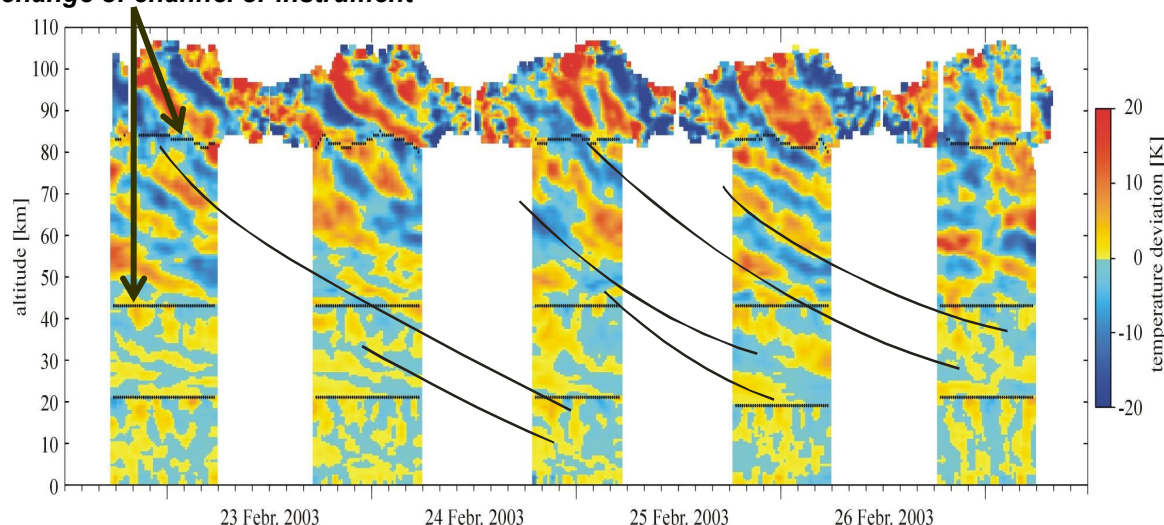 change of channel or instrument
110
100
90
80
70
60
50
40
30
20
10
0
altitude [km]
23 Febr. 2003
24 Febr. 2003
25 Febr. 2003
26 Febr. 2003
20
10
0
-10
-20
temperature deviation [K]